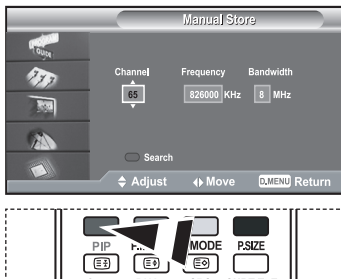 Manual Store
GUIDE
Channel Frequency Bandwidth
65 826000 KHz 8 MHz
Search
Adjust Move D.MENU Return
PIP MODE P.SIZE